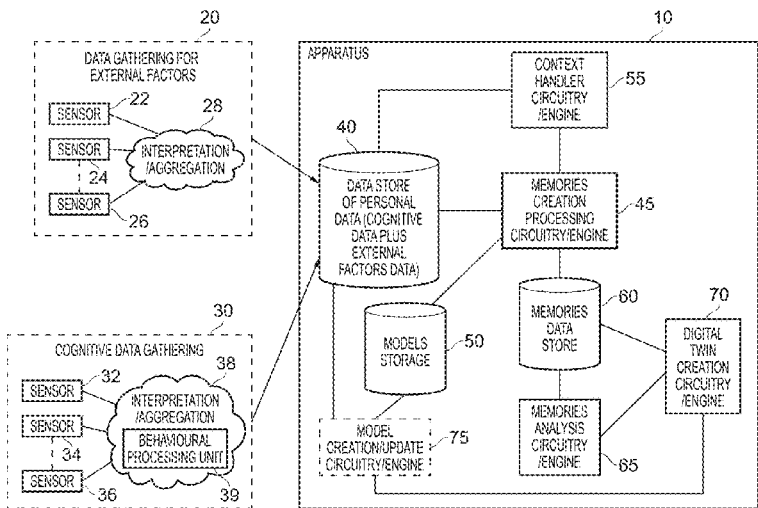 20
DATA GATHERING FOR
EXTERNAL FACTORS
SENSOR
22
SENSOR
24
SENSOR
26
28
INTERPRETATION
/AGGREGATION
30
COGNITIVE DATA GATHERING
SENSOR
32
SENSOR
34
SENSOR
36
38
INTERPRETATION
/AGGREGATION
BEHAVIOURAL
PROCESSING UNIT
39
10
APPARATUS
40
DATA STORE
OF PERSONAL
DATA (COGNITIVE
DATA PLUS
EXTERNAL
FACTORS DATA)
CONTEXT
HANDLER
CIRCUITRY
/ENGINE
55
MEMORIES
CREATION
PROCESSING
CIRCUITRY/ENGINE
45
MODELS
STORAGE
50
60
MEMORIES
DATA
STORE
70
DIGITAL
TWIN
CREATION
CIRCUITRY
/ENGINE
MODEL
CREATION/UPDATE
CIRCUITRY/ENGINE
75
MEMORIES
ANALYSIS
CIRCUITRY
/ENGINE
65